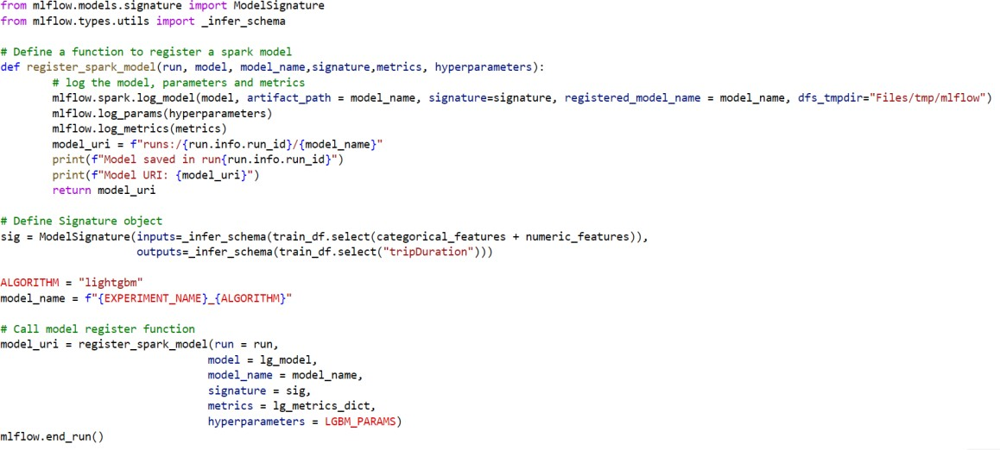 from mlflow.models.signature import ModelSignature
from mlflow.types.utils import _infer_schema

# Define a function to register a spark model
def register_spark_model(run, model, model_name,signature,metrics, hyperparameters):
        # log the model, parameters and metrics
        mlflow.spark.log_model(model, artifact_path = model_name, signature=signature, registered_model_name = model_name, dfs_tmpdir="Files/tmp/mlflow")
        mlflow.log_params(hyperparameters)
        mlflow.log_metrics(metrics)
        model_uri = f"runs:/{run.info.run_id}/{model_name}"
        print(f"Model saved in run{run.info.run_id}")
        print(f"Model URI: {model_uri}")
        return model_uri

# Define Signature object
sig = ModelSignature(inputs=_infer_schema(train_df.select(categorical_features + numeric_features)),
                     outputs=_infer_schema(train_df.select("tripDuration")))

ALGORITHM = "lightgbm"
model_name = f"{EXPERIMENT_NAME}_{ALGORITHM}"

# Call model register function
model_uri = register_spark_model(run = run,
                                model = lg_model,
                                model_name = model_name,
                                signature = sig,
                                metrics = lg_metrics_dict,
                                hyperparameters = LGBM_PARAMS)
mlflow.end_run()